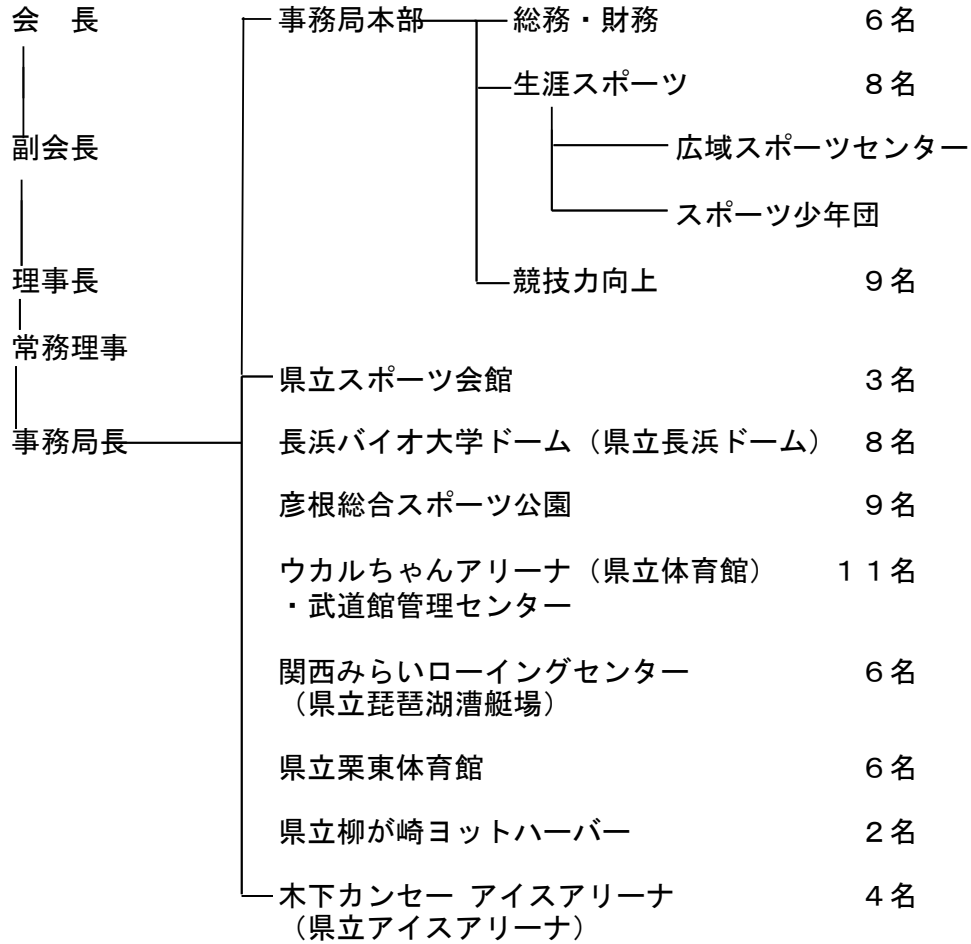 会　長　事務局本部　総務・財務　６名
生涯スポーツ　８名
副会長　広域スポーツセンター
スポーツ少年団
理事長　競技力向上　９名
常務理事
県立スポーツ会館　３名
事務局長　長浜バイオ大学ドーム（県立長浜ドーム）　８名
彦根総合スポーツ公園　９名
ウカルちゃんアリーナ（県立体育館）　１１名
・武道館管理センター
関西みらいローイングセンター　６名
（県立琵琶湖漕艇場）
県立栗東体育館　６名
県立柳が崎ヨットハーバー　２名
木下カンセー アイスアリーナ　４名
（県立アイスアリーナ）